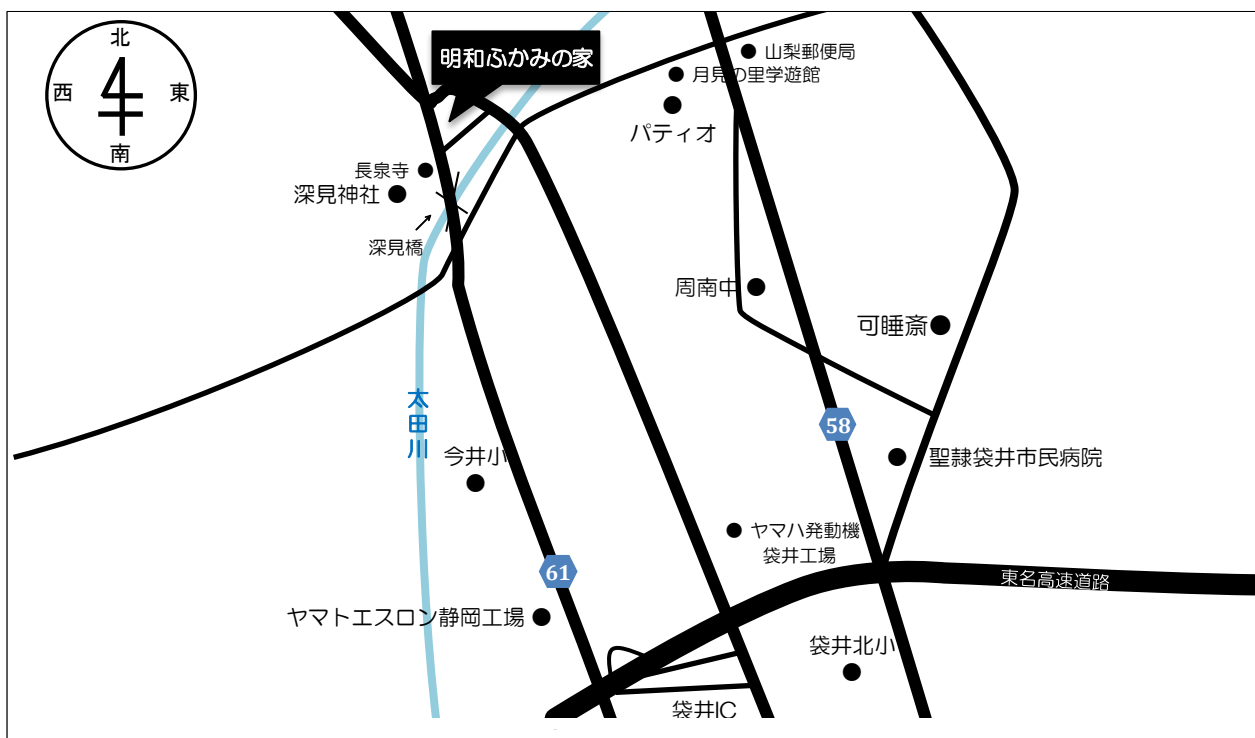 北
西
東
南
明和ふかみの家
山梨郵便局
月見の里学遊館
パティオ
長泉寺
深見神社
深見橋
周南中
可睡斎
太田川
58
今井小
聖隷袋井市民病院
ヤマハ発動機
袋井工場
61
東名高速道路
ヤマトエスロン静岡工場
袋井北小
袋井IC